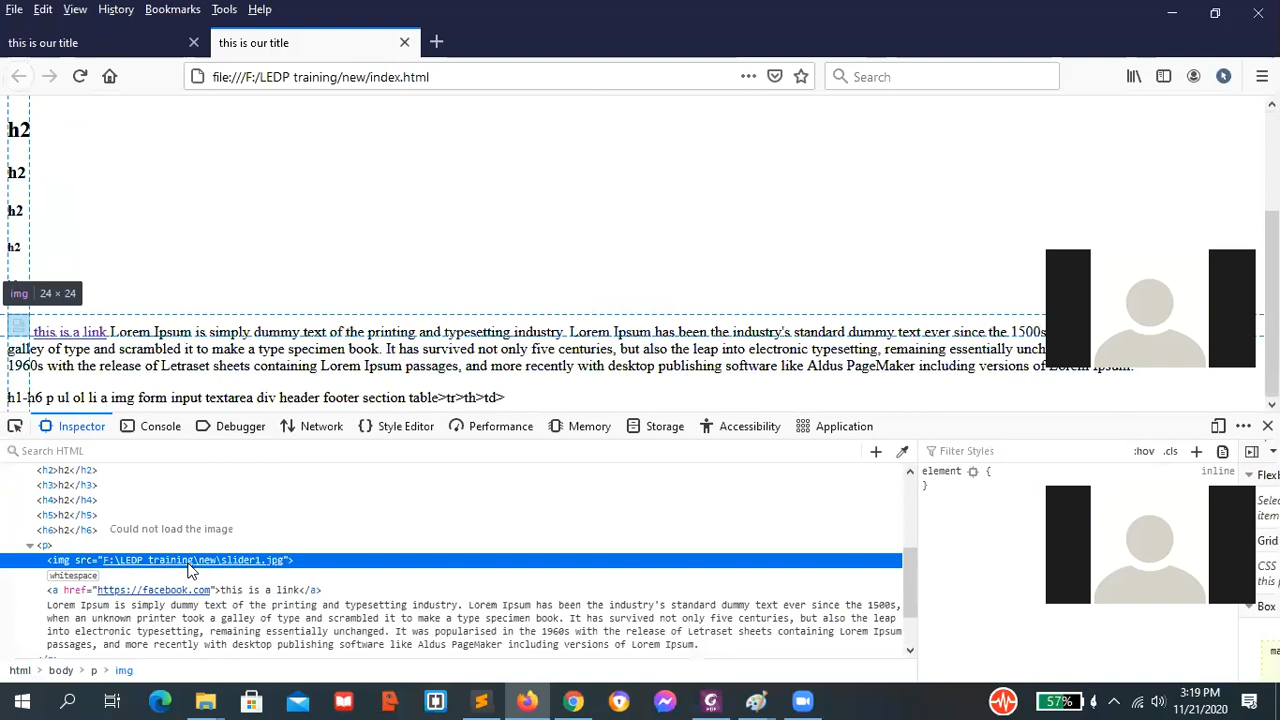 File Edit View History Bookmarks Tools Help
this is our title
this is our title
file:///F:/LEDP training/new/index.html
Search
h2
h2
h2
h2
img 24 × 24
this is a link Lorem Ipsum is simply dummy text of the printing and typesetting industry. Lorem Ipsum has been the industry's standard dummy text ever since the 1500s
galley of type and scrambled it to make a type specimen book. It has survived not only five centuries, but also the leap into electronic typesetting, remaining essentially unch
1960s with the release of Letraset sheets containing Lorem Ipsum passages, and more recently with desktop publishing software like Aldus PageMaker including versions of Lorem Ipsum.
h1-h6 p ul ol li a img form input textarea div header footer section table>tr>th>td>
Inspector Console Debugger Network Style Editor Performance Memory Storage Accessibility Application
Search HTML
Filter Styles :hov .cls
<h2>h2</h2>
<h3>h2</h3>
<h4>h2</h4>
<h5>h2</h5>
<h6>h2</h6> Could not load the image
<p>
<img src="F:\LEDP training\new\slider1.jpg">
whitespace
<a href="https://facebook.com">this is a link</a>
Lorem Ipsum is simply dummy text of the printing and typesetting industry. Lorem Ipsum has been the industry's standard dummy text ever since the 1500s,
when an unknown printer took a galley of type and scrambled it to make a type specimen book. It has survived not only five centuries, but also the leap
into electronic typesetting, remaining essentially unchanged. It was popularised in the 1960s with the release of Letraset sheets containing Lorem Ipsum
passages, and more recently with desktop publishing software like Aldus PageMaker including versions of Lorem Ipsum.
html body p img
element { inline
}
Flex
Selec
item
Grid
CSS
this p
Box
ma
57%
3:19 PM
11/21/2020